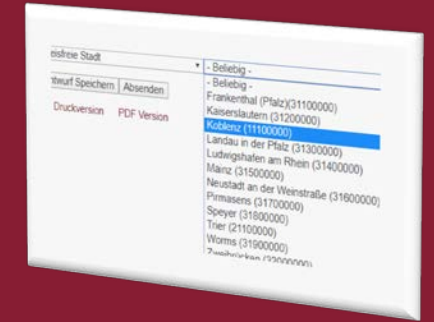 eisfreie Stadt
- Beliebig -
ntwurf Speichern Absenden
Druckversion PDF Version
- Beliebig -
Frankenthal (Pfalz)(31100000)
Kaiserslautern (31200000)
Koblenz (11100000)
Landau in der Pfalz (31300000)
Ludwigshafen am Rhein (31400000)
Mainz (31500000)
Neustadt an der Weinstraße (31600000)
Pirmasens (31700000)
Speyer (31800000)
Trier (21100000)
Worms (31900000)
Zweibrücken (32000000)